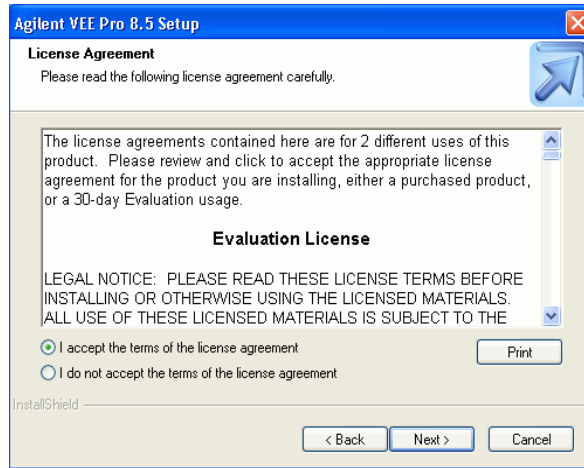 Agilent VEE Pro 8.5 Setup
License Agreement
Please read the following license agreement carefully.
The license agreements contained here are for 2 different uses of this
product. Please review and click to accept the appropriate license
agreement for the product you are installing, either a purchased product,
or a 30-day Evaluation usage.
Evaluation License
LEGAL NOTICE: PLEASE READ THESE LICENSE TERMS BEFORE
INSTALLING OR OTHERWISE USING THE LICENSED MATERIALS.
ALL USE OF THESE LICENSED MATERIALS IS SUBJECT TO THE
I accept the terms of the license agreement
Print
I do not accept the terms of the license agreement
InstallShield
< Back
Next >
Cancel